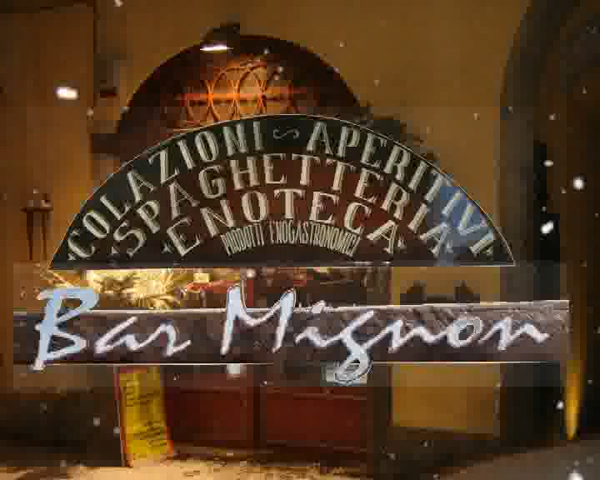 COLAZIONI ~ APERITIVI
SPAGHETTERIA
ENOTECA
PRODOTTI ENOGASTRONOMICI
Bar Mignon